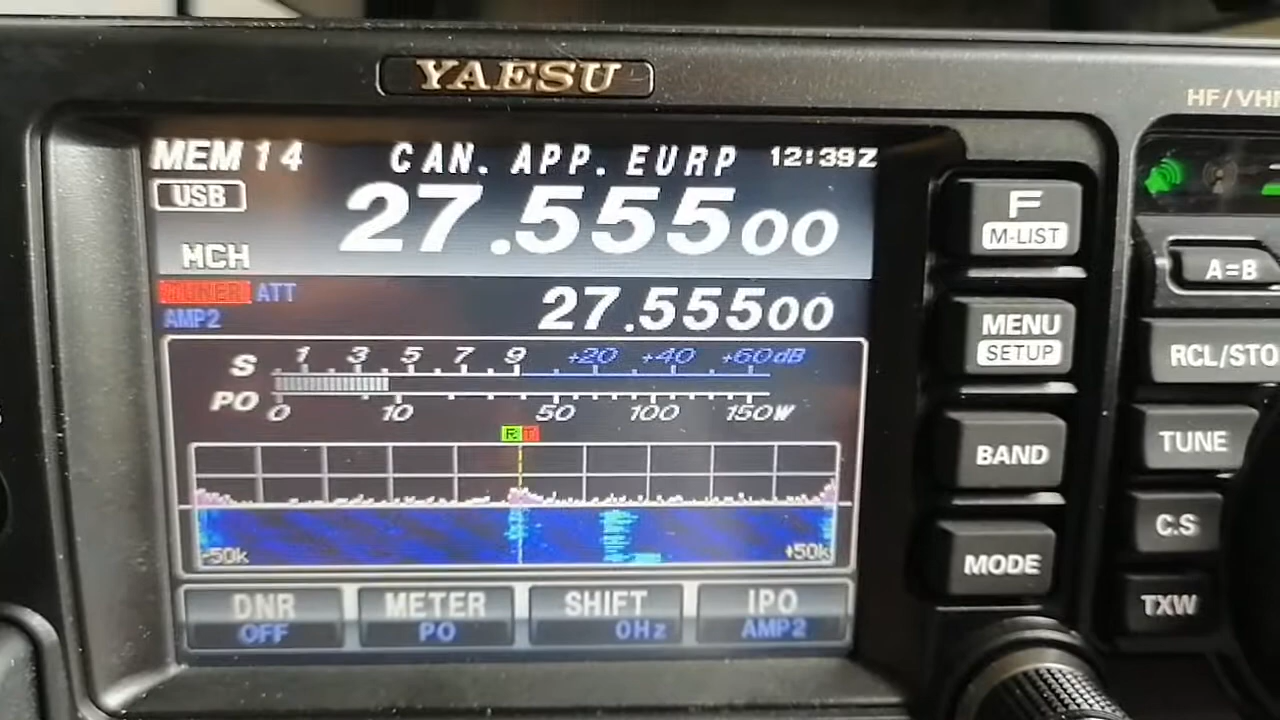 YAESU
HF/VHF
MEM 14 CAN. APP. EURP 12:39Z
USB
27.55500
MCH
TUNER ATT
27.55500
AMP2
S 1 3 5 7 9 +20 +40 +60dB
PO 0 10 50 100 150W
R T
-50k +50k
DNR METER SHIFT IPO
OFF PO 0Hz AMP2
F
M-LIST
MENU
SETUP
BAND
MODE
A=B
RCL/STO
TUNE
C.S
TXW